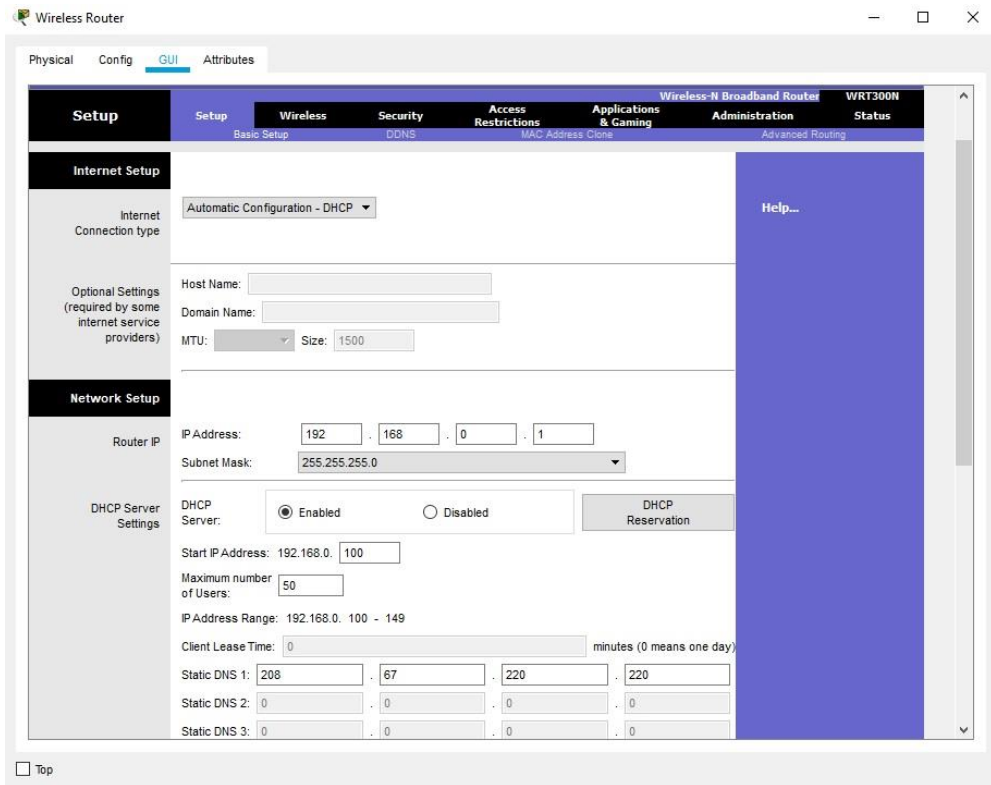 Wireless Router
Physical Config GUI Attributes
Wireless-N Broadband Router WRT300N
Setup
Setup Wireless Security Access Restrictions Applications & Gaming Administration Status
Basic Setup DDNS MAC Address Clone Advanced Routing
Internet Setup
Internet
Connection type
Automatic Configuration - DHCP
Help...
Optional Settings
(required by some
internet service
providers)
Host Name:
Domain Name:
MTU: Size: 1500
Network Setup
Router IP
IP Address: 192 . 168 . 0 . 1
Subnet Mask: 255.255.255.0
DHCP Server
Settings
DHCP
Server:
Enabled Disabled
DHCP
Reservation
Start IP Address: 192.168.0. 100
Maximum number
of Users:
50
IP Address Range: 192.168.0. 100 - 149
Client Lease Time: 0 minutes (0 means one day)
Static DNS 1: 208 . 67 . 220 . 220
Static DNS 2: 0 . 0 . 0 . 0
Static DNS 3: 0 . 0 . 0 . 0
Top